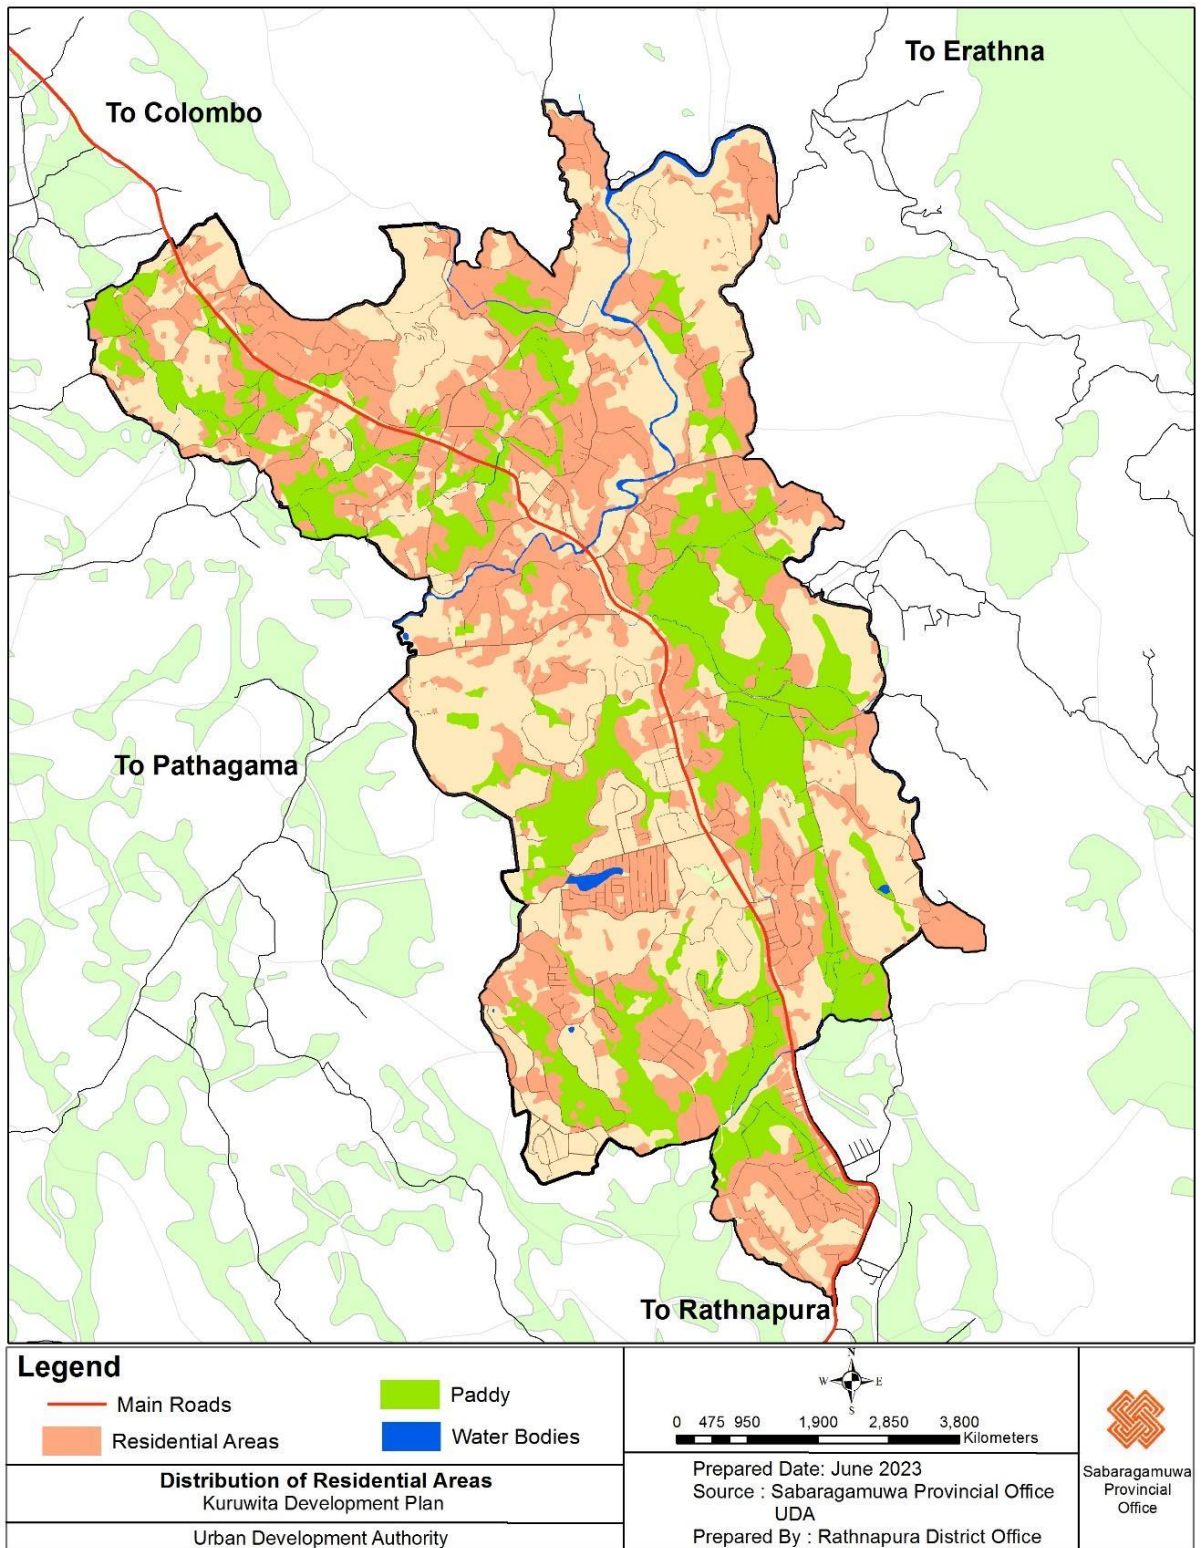 To Erathna
To Colombo
To Pathagama
To Rathnapura
Legend
Main Roads
Residential Areas
Paddy
Water Bodies
Distribution of Residential Areas
Kuruwita Development Plan
Urban Development Authority
N
W E
S
0 475 950 1,900 2,850 3,800
Kilometers
Prepared Date: June 2023
Source : Sabaragamuwa Provincial Office
UDA
Prepared By : Rathnapura District Office
Sabaragamuwa
Provincial
Office